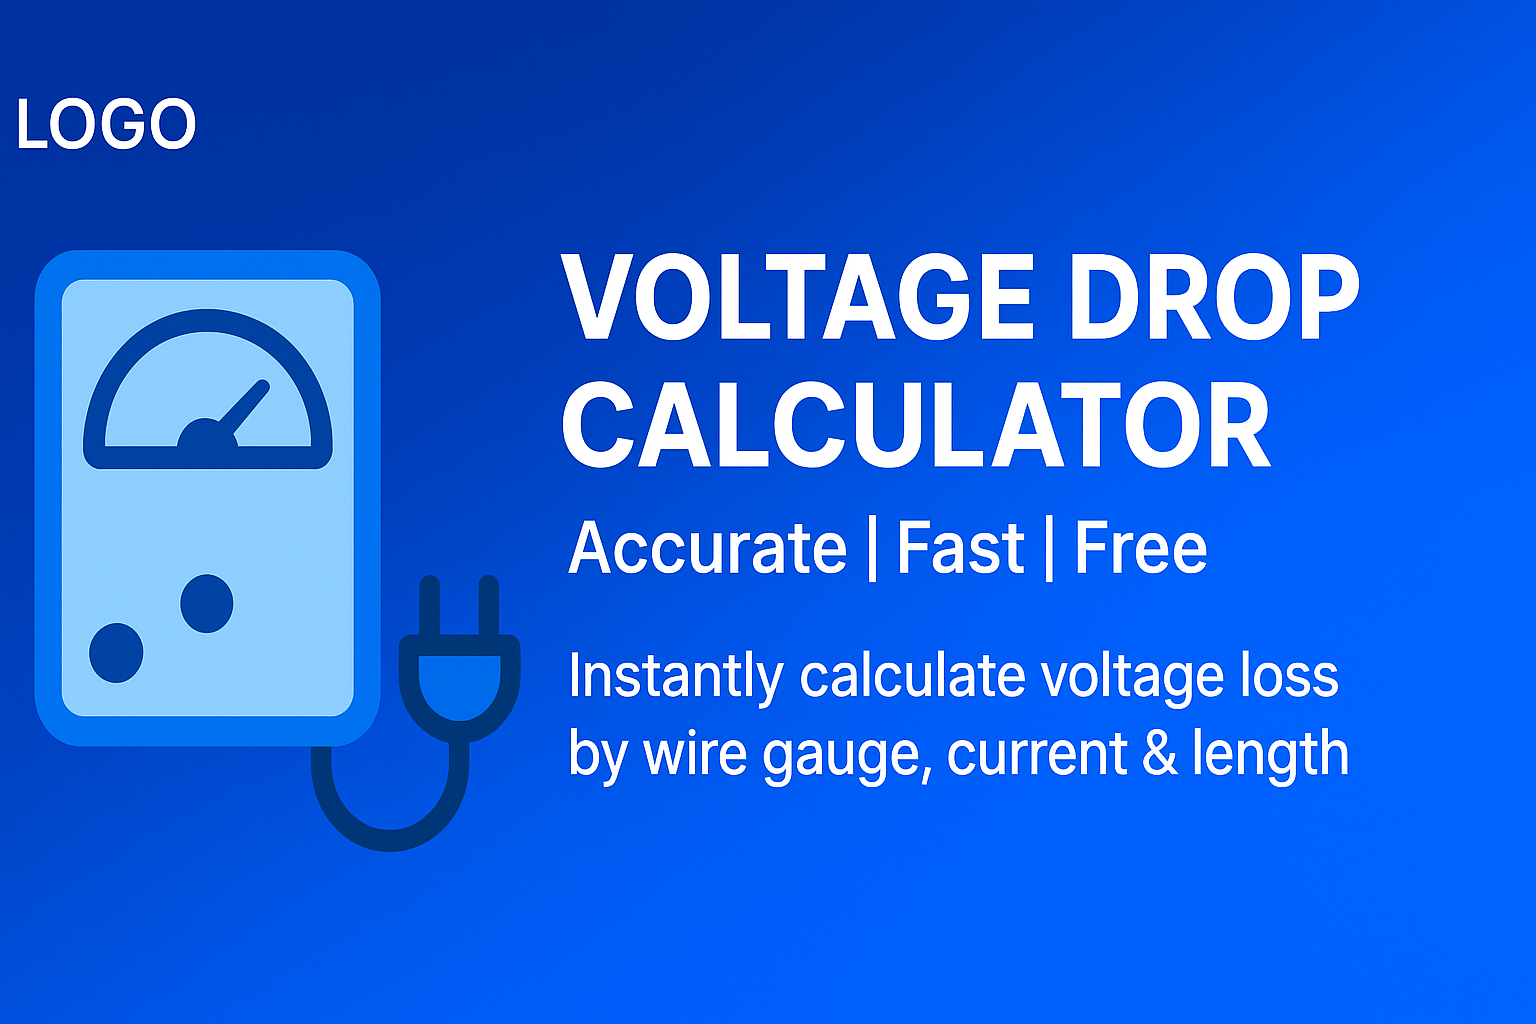 LOGO
VOLTAGE DROP
CALCULATOR
Accurate | Fast | Free
Instantly calculate voltage loss
by wire gauge, current & length